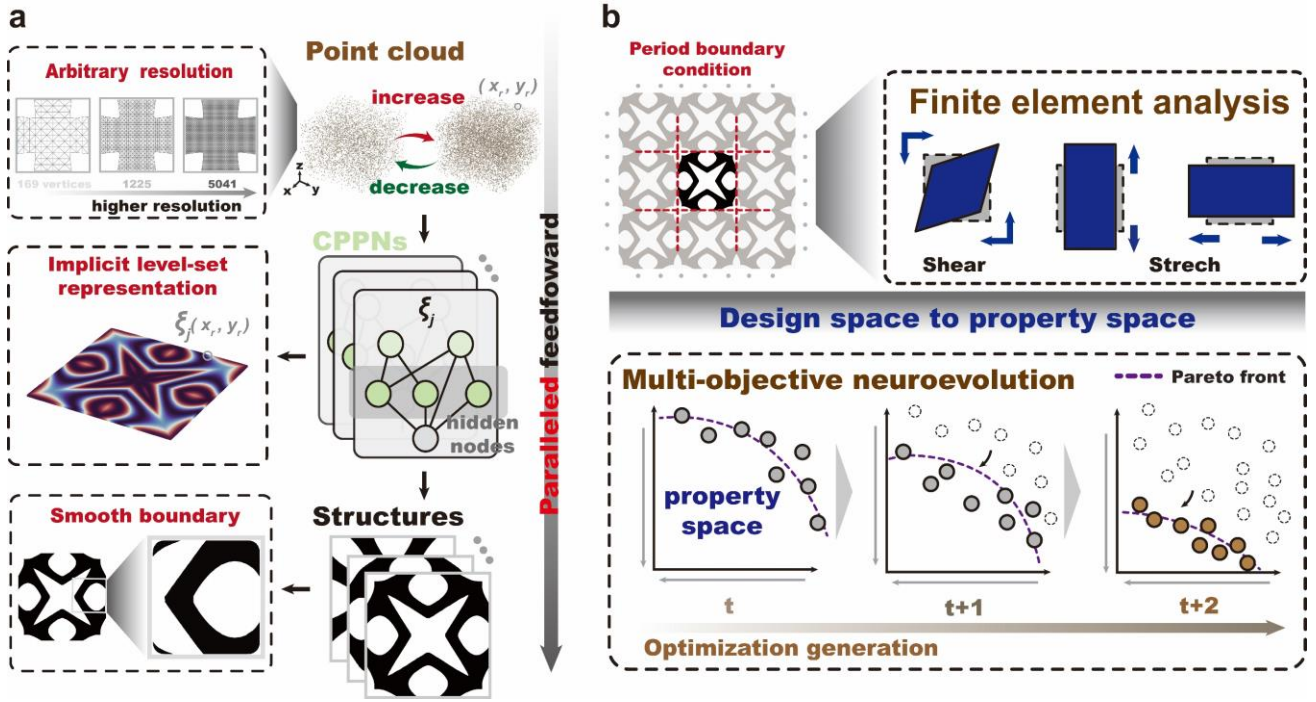 a
Point cloud
Arbitrary resolution
169 vertices
1225
5041
higher resolution
(x_r, y_r)
increase
decrease
z
x
y
CPPNs
ξ_j
hidden
nodes
Implicit level-set
representation
ξ_j(x_r, y_r)
Smooth boundary
Structures
Paralleled feedfoward
b
Period boundary
condition
Finite element analysis
Shear
Strech
Design space to property space
Multi-objective neuroevolution
Pareto front
property
space
t
t+1
t+2
Optimization generation